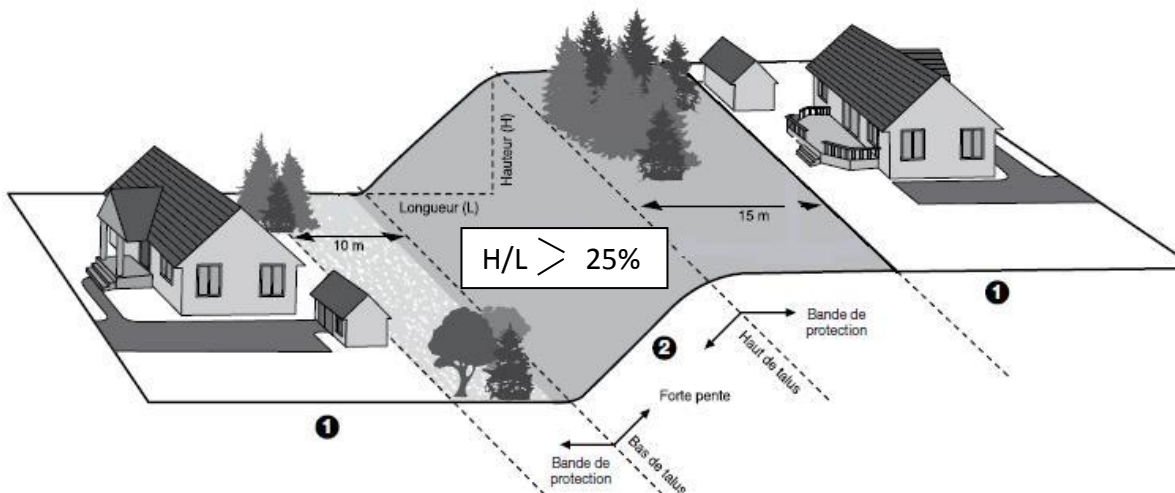 Hauteur (H)
Longueur (L)
15 m
10 m
H/L > 25%
1
Bande de
protection
2
Haut de talus
Forte pente
1
Bande de
protection
Bas de talus